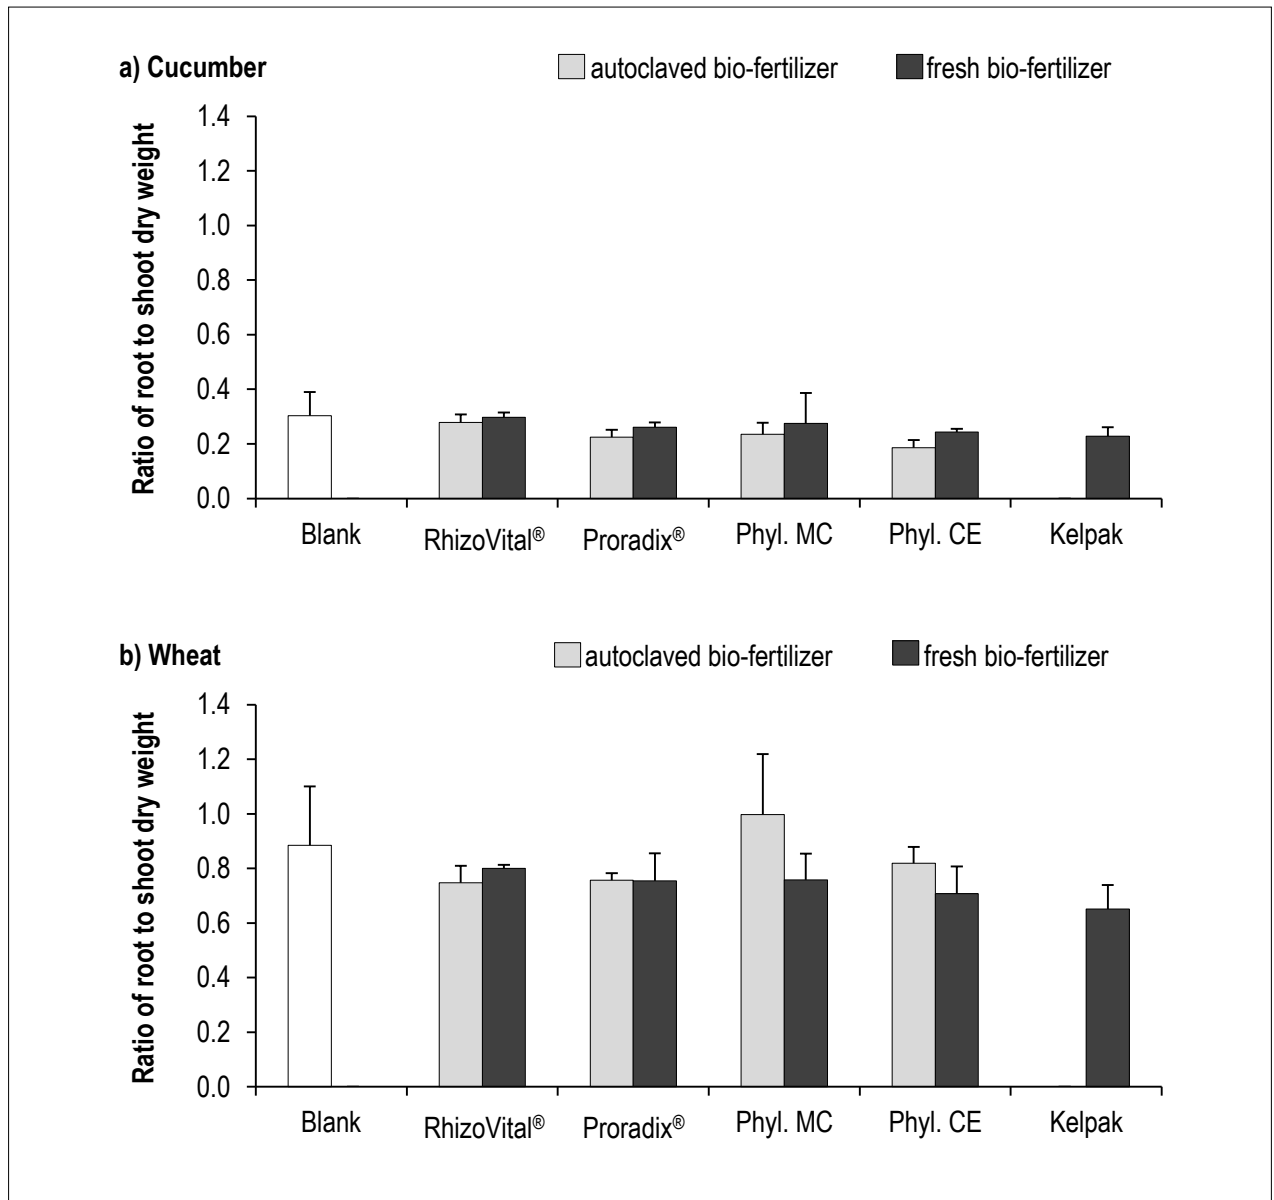 a) Cucumber
autoclaved bio-fertilizer
fresh bio-fertilizer
Ratio of root to shoot dry weight
1.4
1.2
1.0
0.8
0.6
0.4
0.2
0.0
Blank
RhizoVital®
Proradix®
Phyl. MC
Phyl. CE
Kelpak
b) Wheat
autoclaved bio-fertilizer
fresh bio-fertilizer
Ratio of root to shoot dry weight
1.4
1.2
1.0
0.8
0.6
0.4
0.2
0.0
Blank
RhizoVital®
Proradix®
Phyl. MC
Phyl. CE
Kelpak